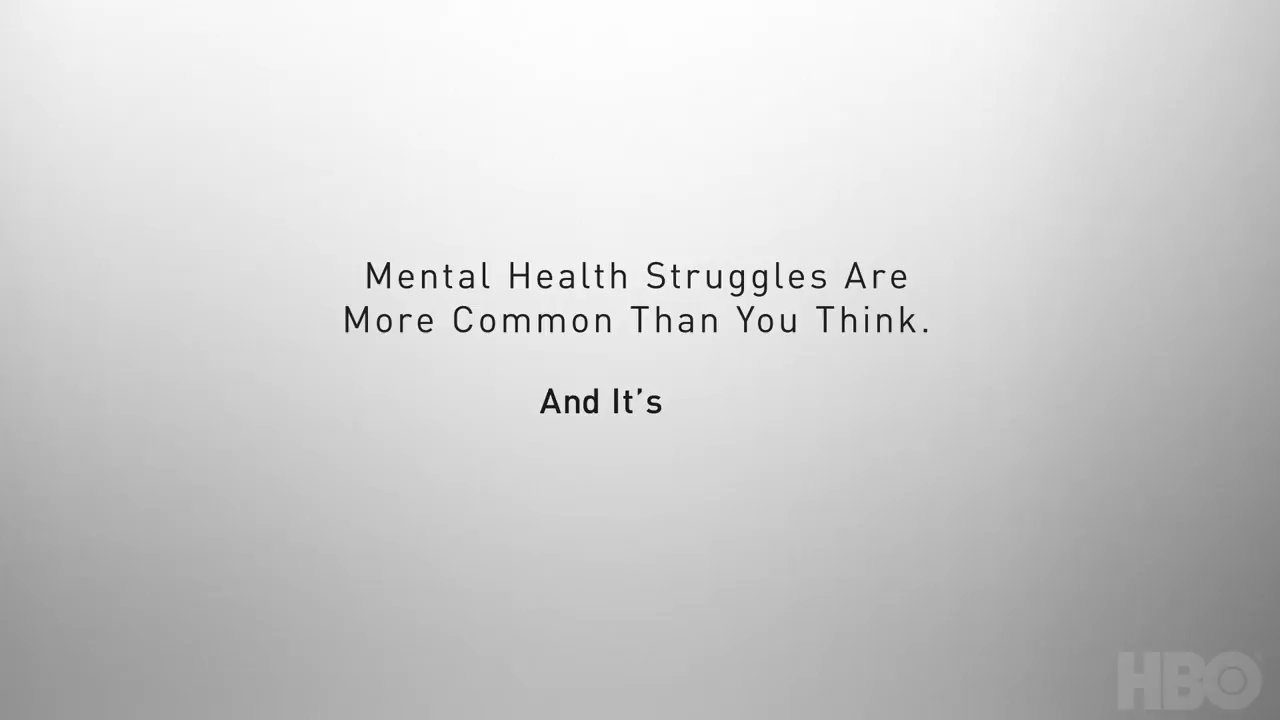 Mental Health Struggles Are
More Common Than You Think.
And It’s
HBO